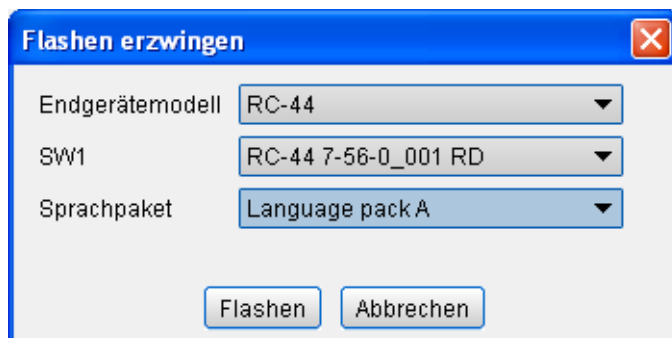 Flashen erzwingen
Endgerätemodell RC-44
SW1 RC-44 7-56-0_001 RD
Sprachpaket Language pack A
Flashen Abbrechen